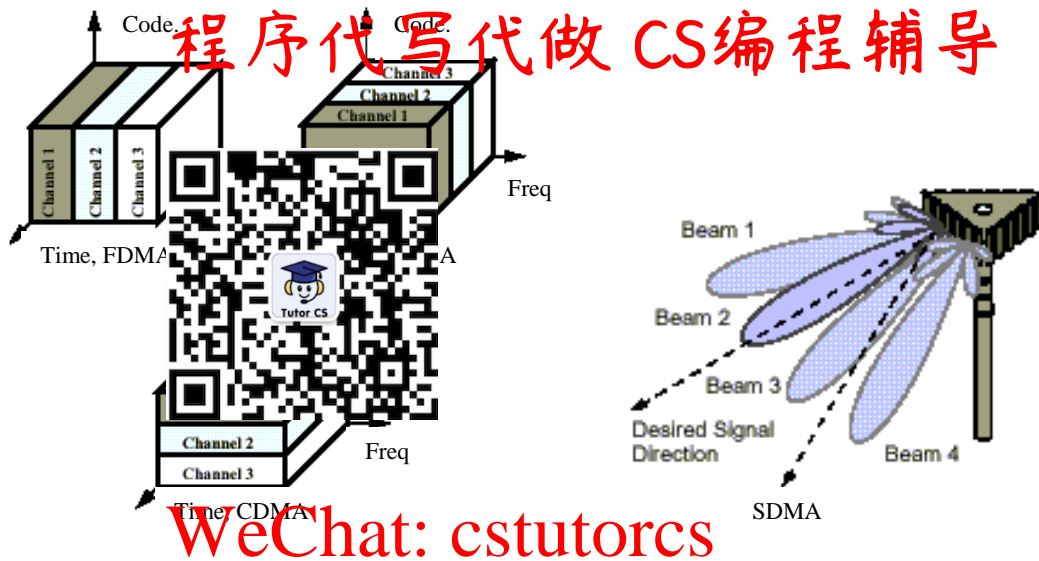 Code.
Code.
程序代写代做 CS编程辅导
Channel 3
Channel 2
Channel 1
Channel 1
Channel 2
Channel 3
Freq
Time, FDMA
A
Beam 1
Beam 2
Beam 3
Beam 4
Desired Signal
Direction
Tutor CS
Channel 2
Channel 3
Freq
Time, CDMA
SDMA
WeChat: cstutorcs